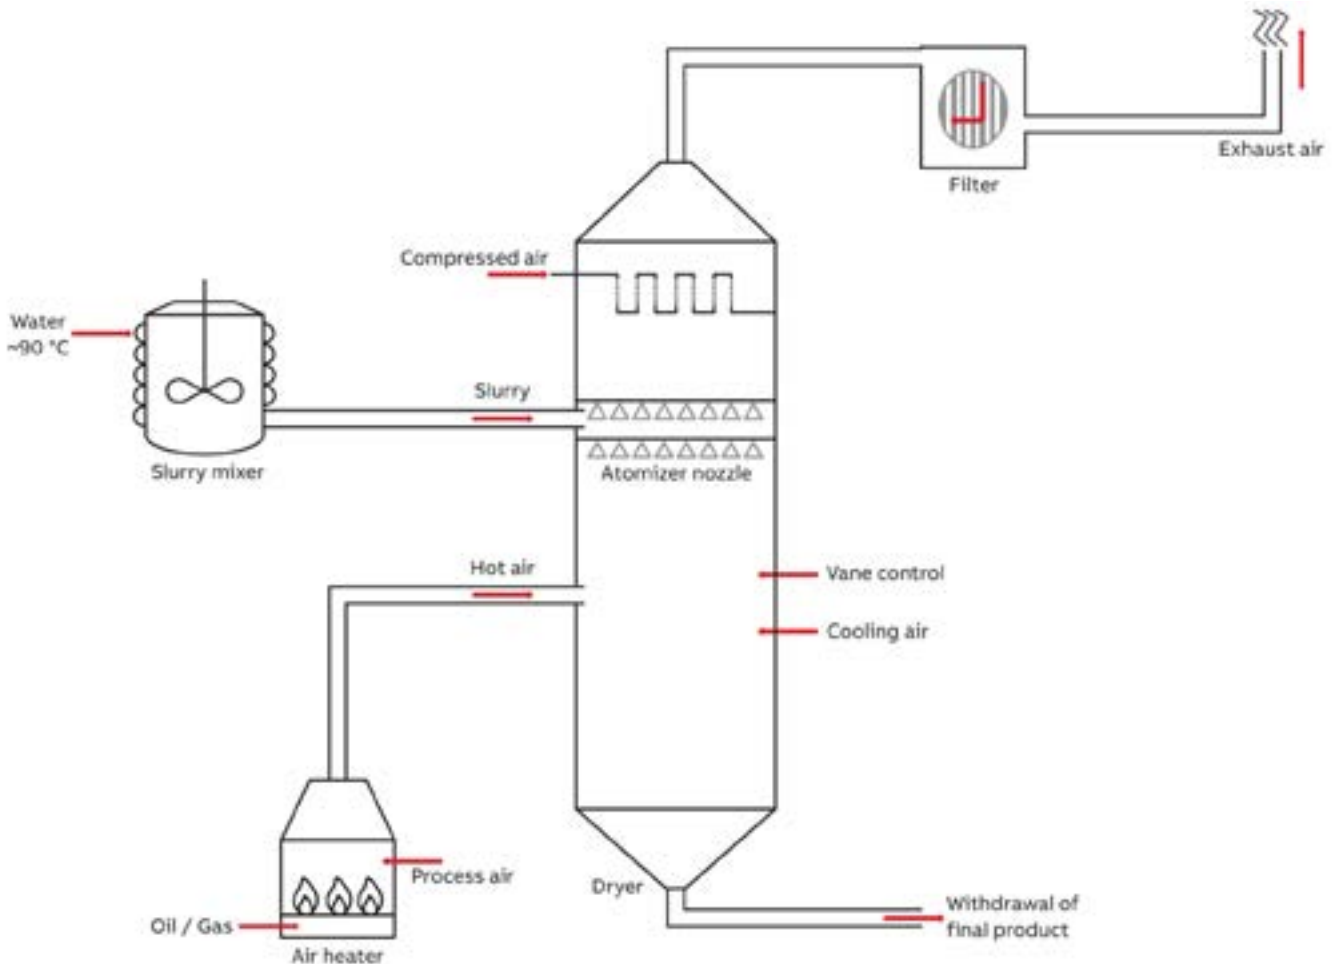 Exhaust air
Filter
Compressed air
Water
~90 °C
Slurry
Slurry mixer
Atomizer nozzle
Hot air
Vane control
Cooling air
Process air
Dryer
Withdrawal of
final product
Oil / Gas
Air heater